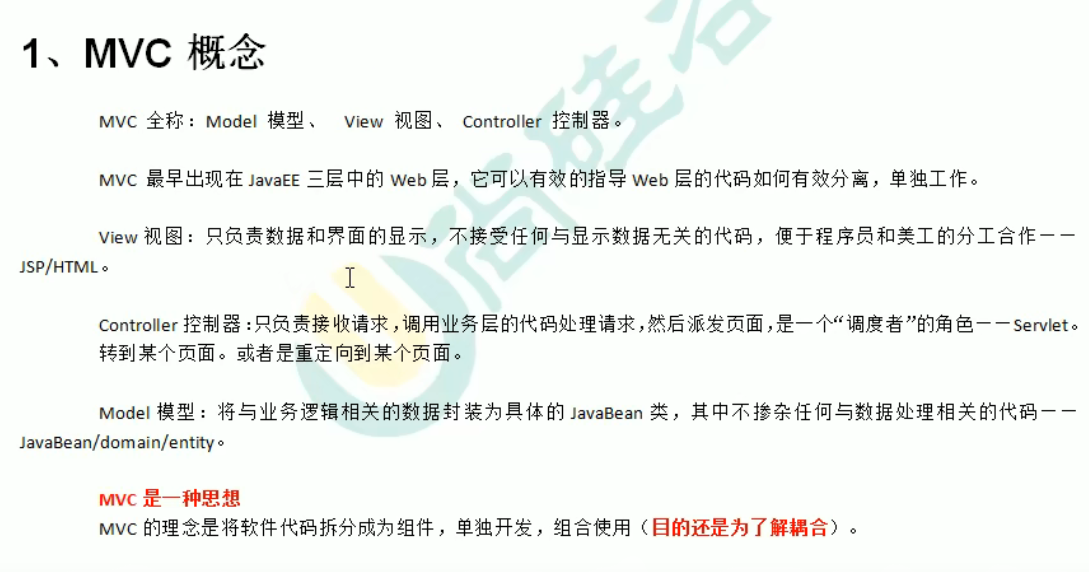 1、MVC 概念
MVC 全称：Model 模型、 View 视图、 Controller 控制器。
MVC 最早出现在 JavaEE 三层中的 Web 层，它可以有效的指导 Web 层的代码如何有效分离，单独工作。
View 视图：只负责数据和界面的显示，不接受任何与显示数据无关的代码，便于程序员和美工的分工合作——
JSP/HTML。
Controller 控制器：只负责接收请求，调用业务层的代码处理请求，然后派发页面，是一个“调度者”的角色——Servlet。
转到某个页面。或者是重定向到某个页面。
Model 模型：将与业务逻辑相关的数据封装为具体的 JavaBean 类，其中不掺杂任何与数据处理相关的代码——
JavaBean/domain/entity。
MVC 是一种思想
MVC 的理念是将软件代码拆分成为组件，单独开发，组合使用（目的还是为了解耦合）。
尚硅谷